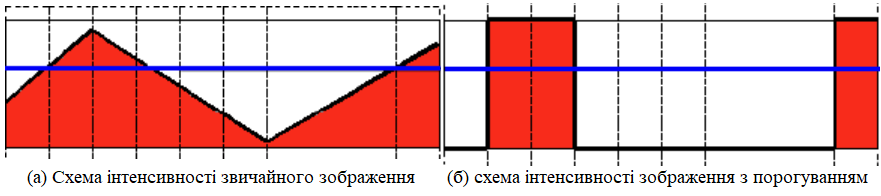 (а) Схема інтенсивності звичайного зображення
(б) схема інтенсивності зображення з порогуванням